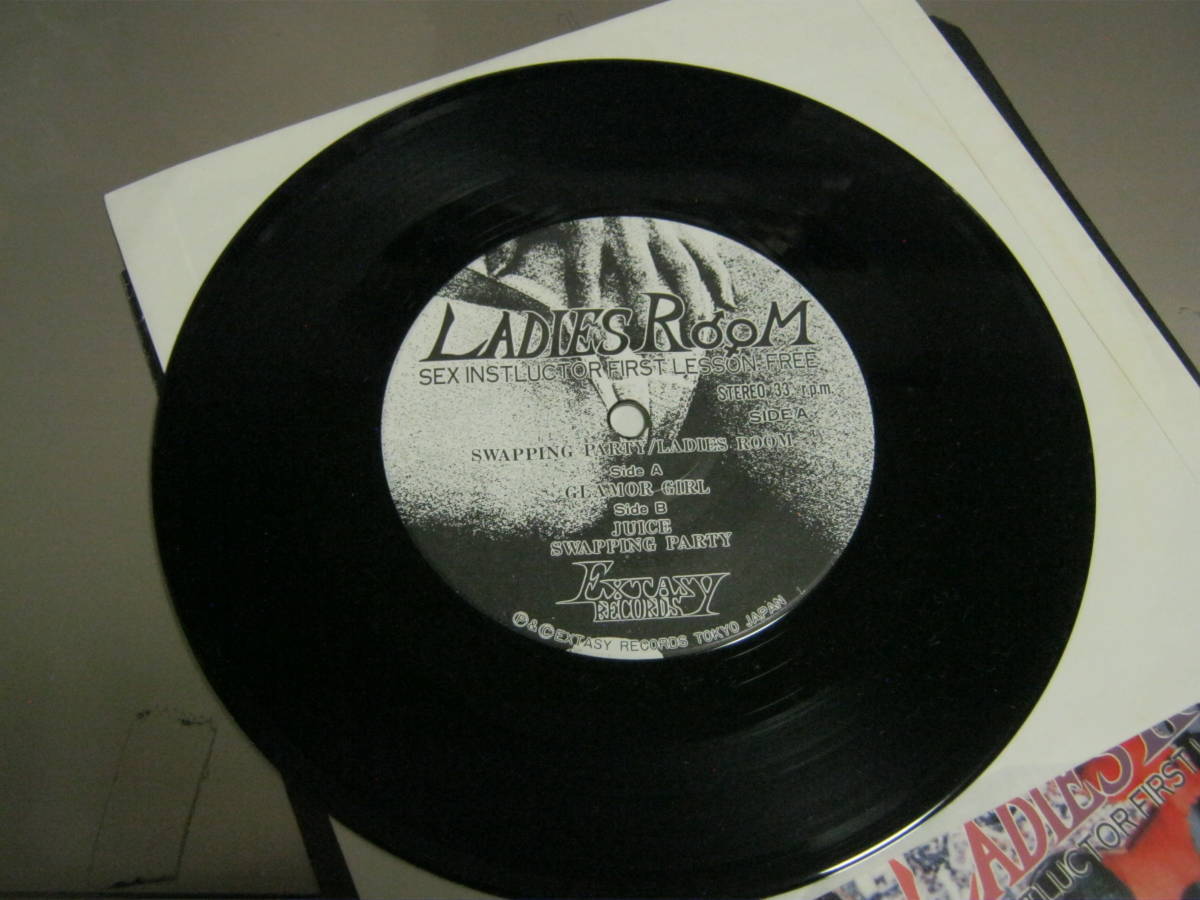 LADIES ROOM
SEX INSTLUCTOR FIRST LESSON-FREE
STEREO 33 r.p.m.
SIDE A
SWAPPING PARTY/LADIES ROOM
Side A
GLAMOR GIRL
Side B
JUICE
SWAPPING PARTY
EXTASY
RECORDS
Ⓟ&©EXTASY RECORDS TOKYO JAPAN
LADIES
FIRST